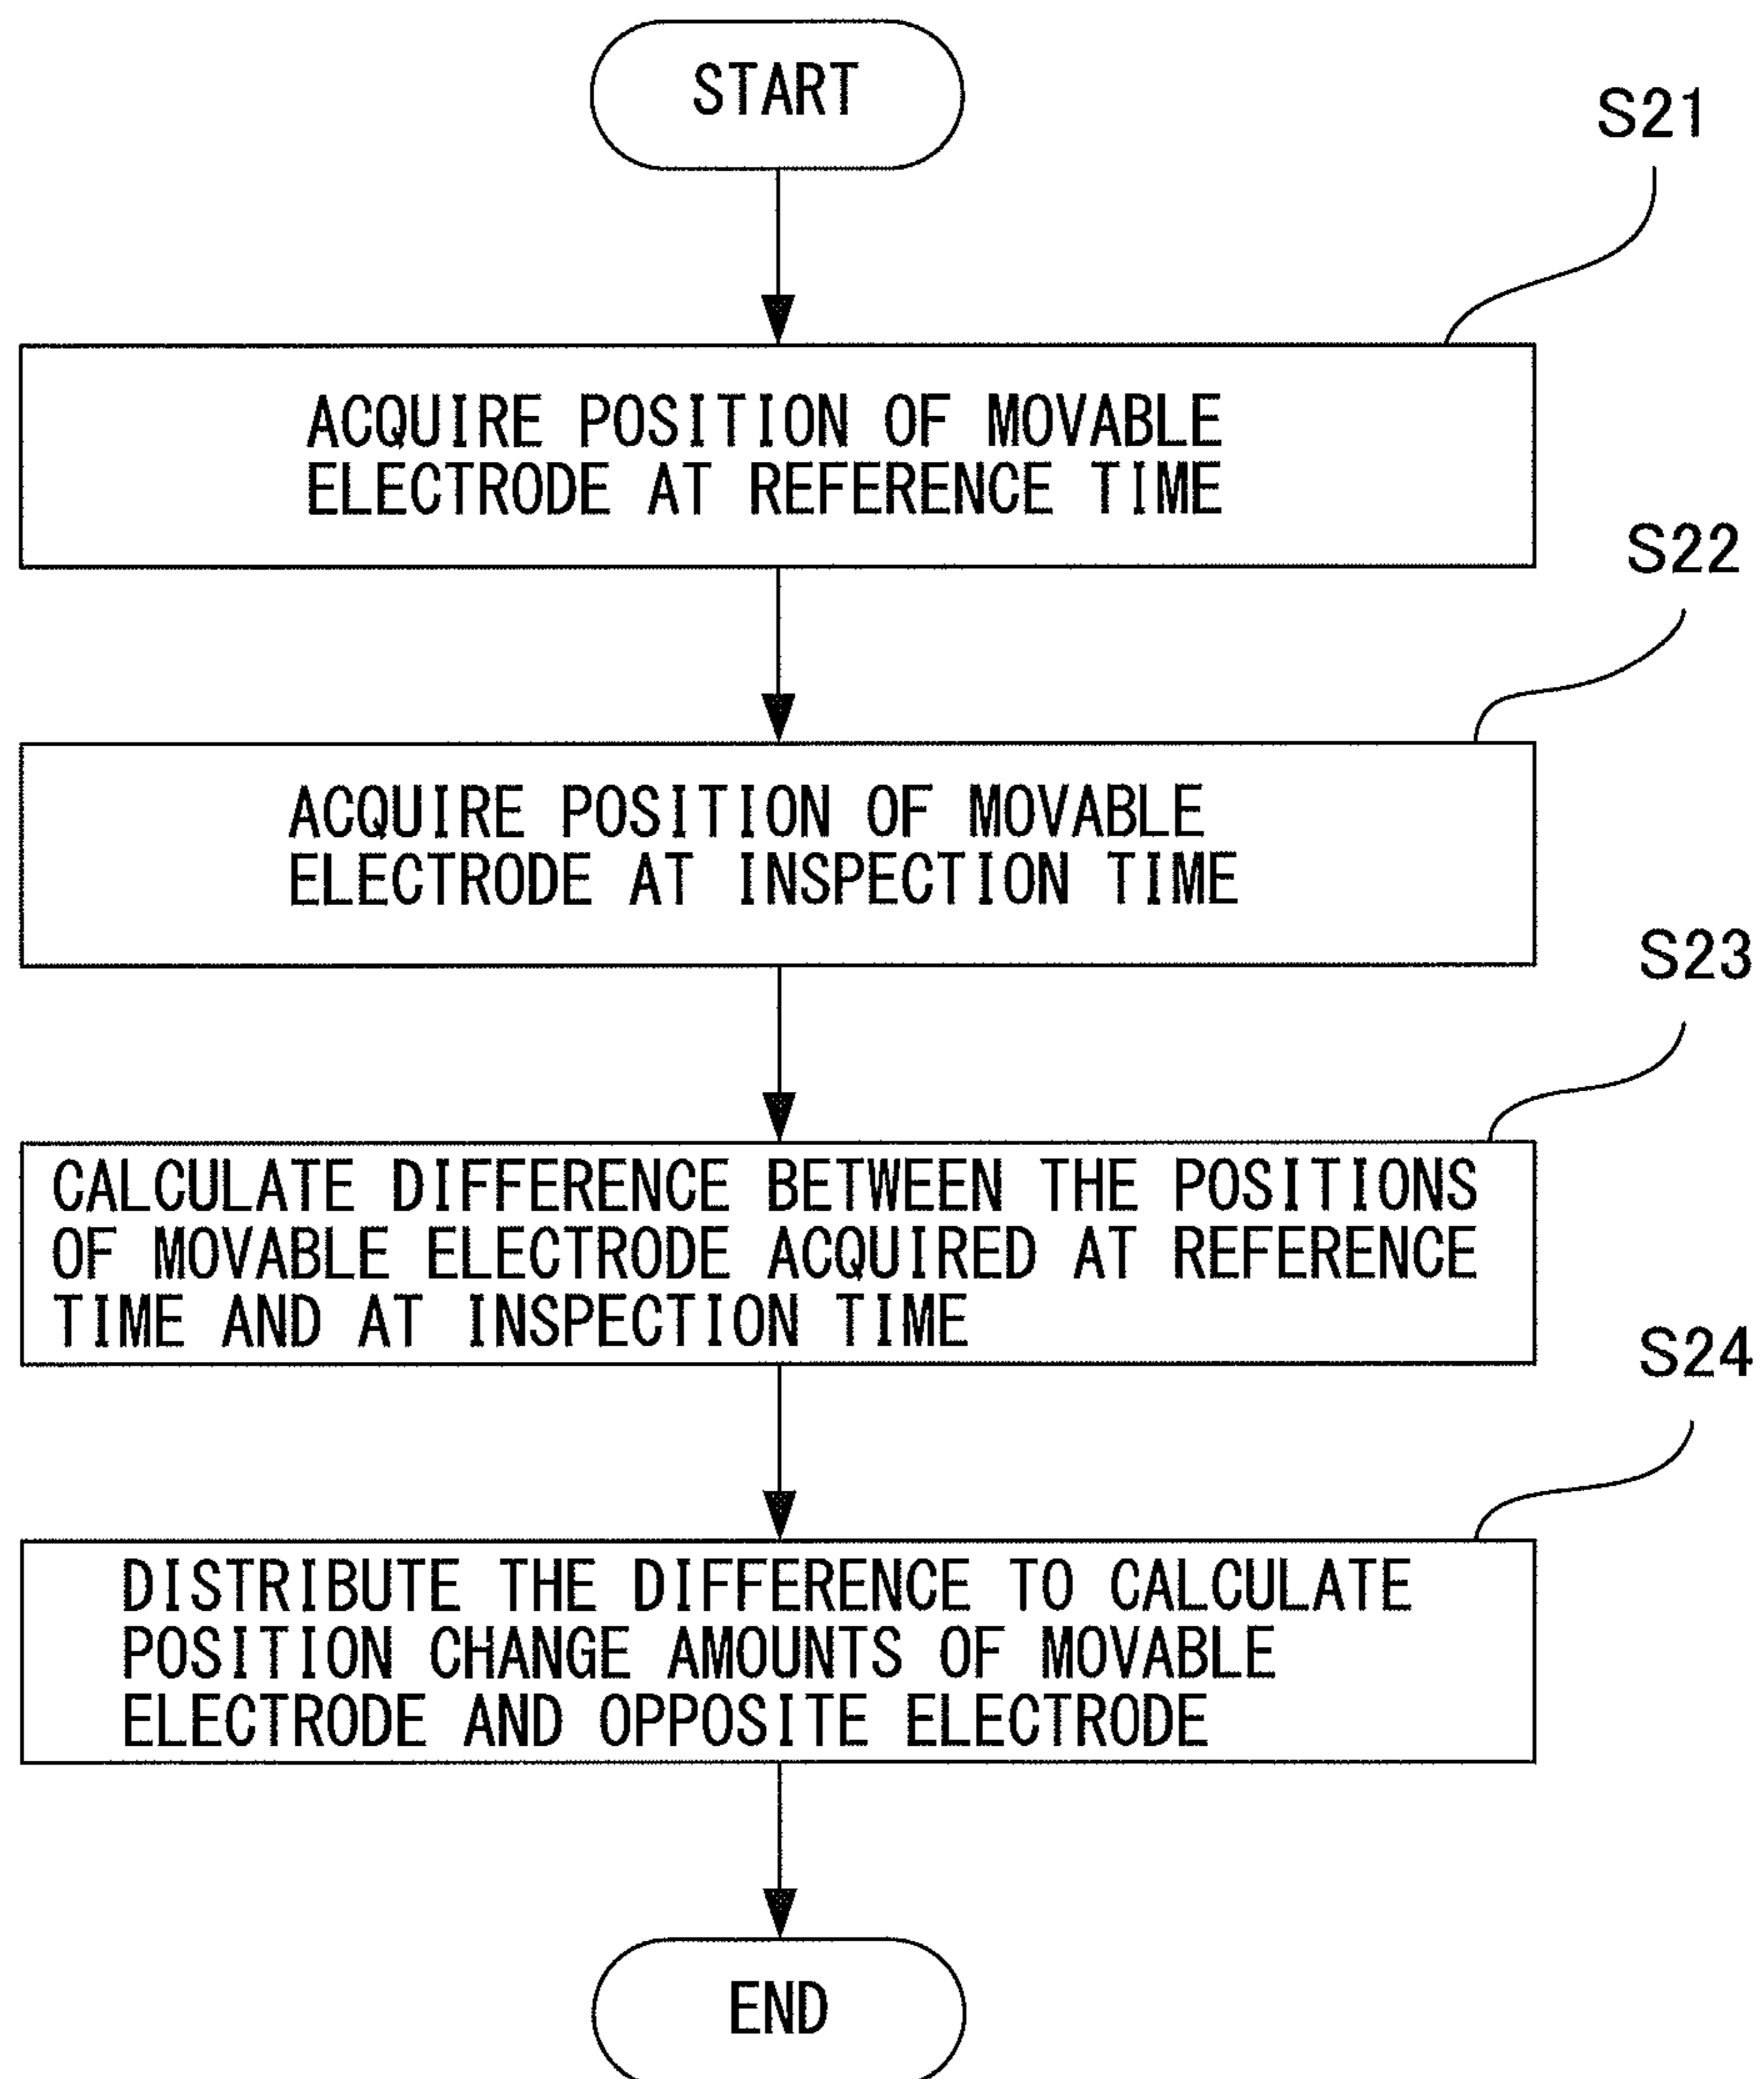 START
S21
ACQUIRE POSITION OF MOVABLE
ELECTRODE AT REFERENCE TIME
S22
ACQUIRE POSITION OF MOVABLE
ELECTRODE AT INSPECTION TIME
S23
CALCULATE DIFFERENCE BETWEEN THE POSITIONS
OF MOVABLE ELECTRODE ACQUIRED AT REFERENCE
TIME AND AT INSPECTION TIME
S24
DISTRIBUTE THE DIFFERENCE TO CALCULATE
POSITION CHANGE AMOUNTS OF MOVABLE
ELECTRODE AND OPPOSITE ELECTRODE
END